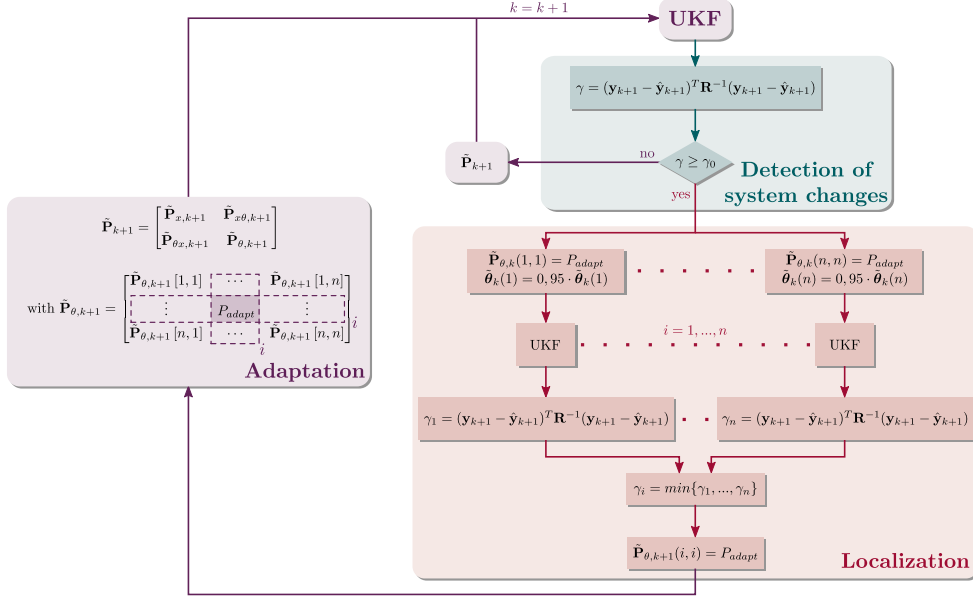 k = k + 1
UKF
γ = (y_{k+1} − ŷ_{k+1})^T R^{−1} (y_{k+1} − ŷ_{k+1})
no
P̃_{k+1}
γ ≥ γ_0
Detection of
system changes
yes
P̃_{k+1} = [P̃_{x,k+1} P̃_{xθ,k+1}
P̃_{θx,k+1} P̃_{θ,k+1}]
with P̃_{θ,k+1} = [P̃_{θ,k+1} [1, 1] ⋯ P̃_{θ,k+1} [1, n]
⋮ P_{adapt} ⋮ i
P̃_{θ,k+1} [n, 1] ⋯ P̃_{θ,k+1} [n, n]]
i
Adaptation
P̃_{θ,k}(1, 1) = P_{adapt}
θ̃_k(1) = 0,95 · θ̃_k(1)
P̃_{θ,k}(n, n) = P_{adapt}
θ̃_k(n) = 0,95 · θ̃_k(n)
UKF
i = 1, ..., n
UKF
γ_1 = (y_{k+1} − ŷ_{k+1})^T R^{−1} (y_{k+1} − ŷ_{k+1})
γ_n = (y_{k+1} − ŷ_{k+1})^T R^{−1} (y_{k+1} − ŷ_{k+1})
γ_i = min{γ_1, ..., γ_n}
P̃_{θ,k+1}(i, i) = P_{adapt}
Localization